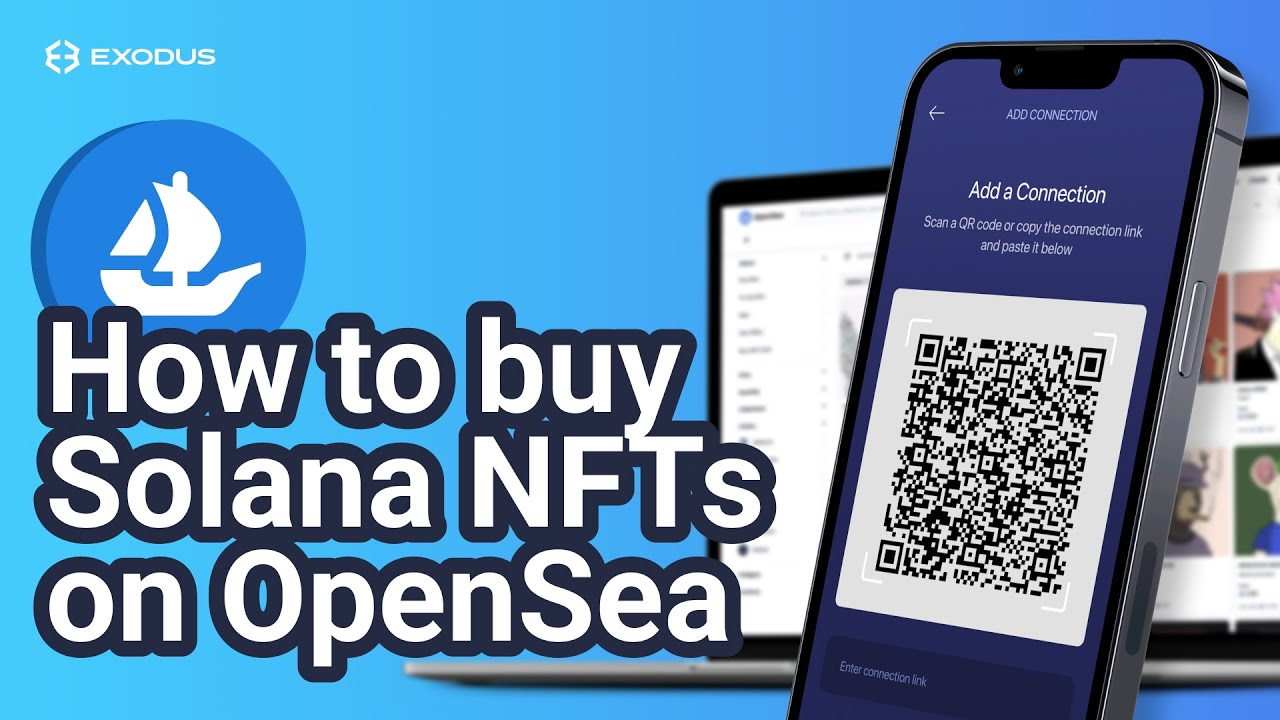 EXODUS
How to buy
Solana NFTs
on OpenSea
ADD CONNECTION
Add a Connection
Scan a QR code or copy the connection link
and paste it below
Enter connection link
OpenSea